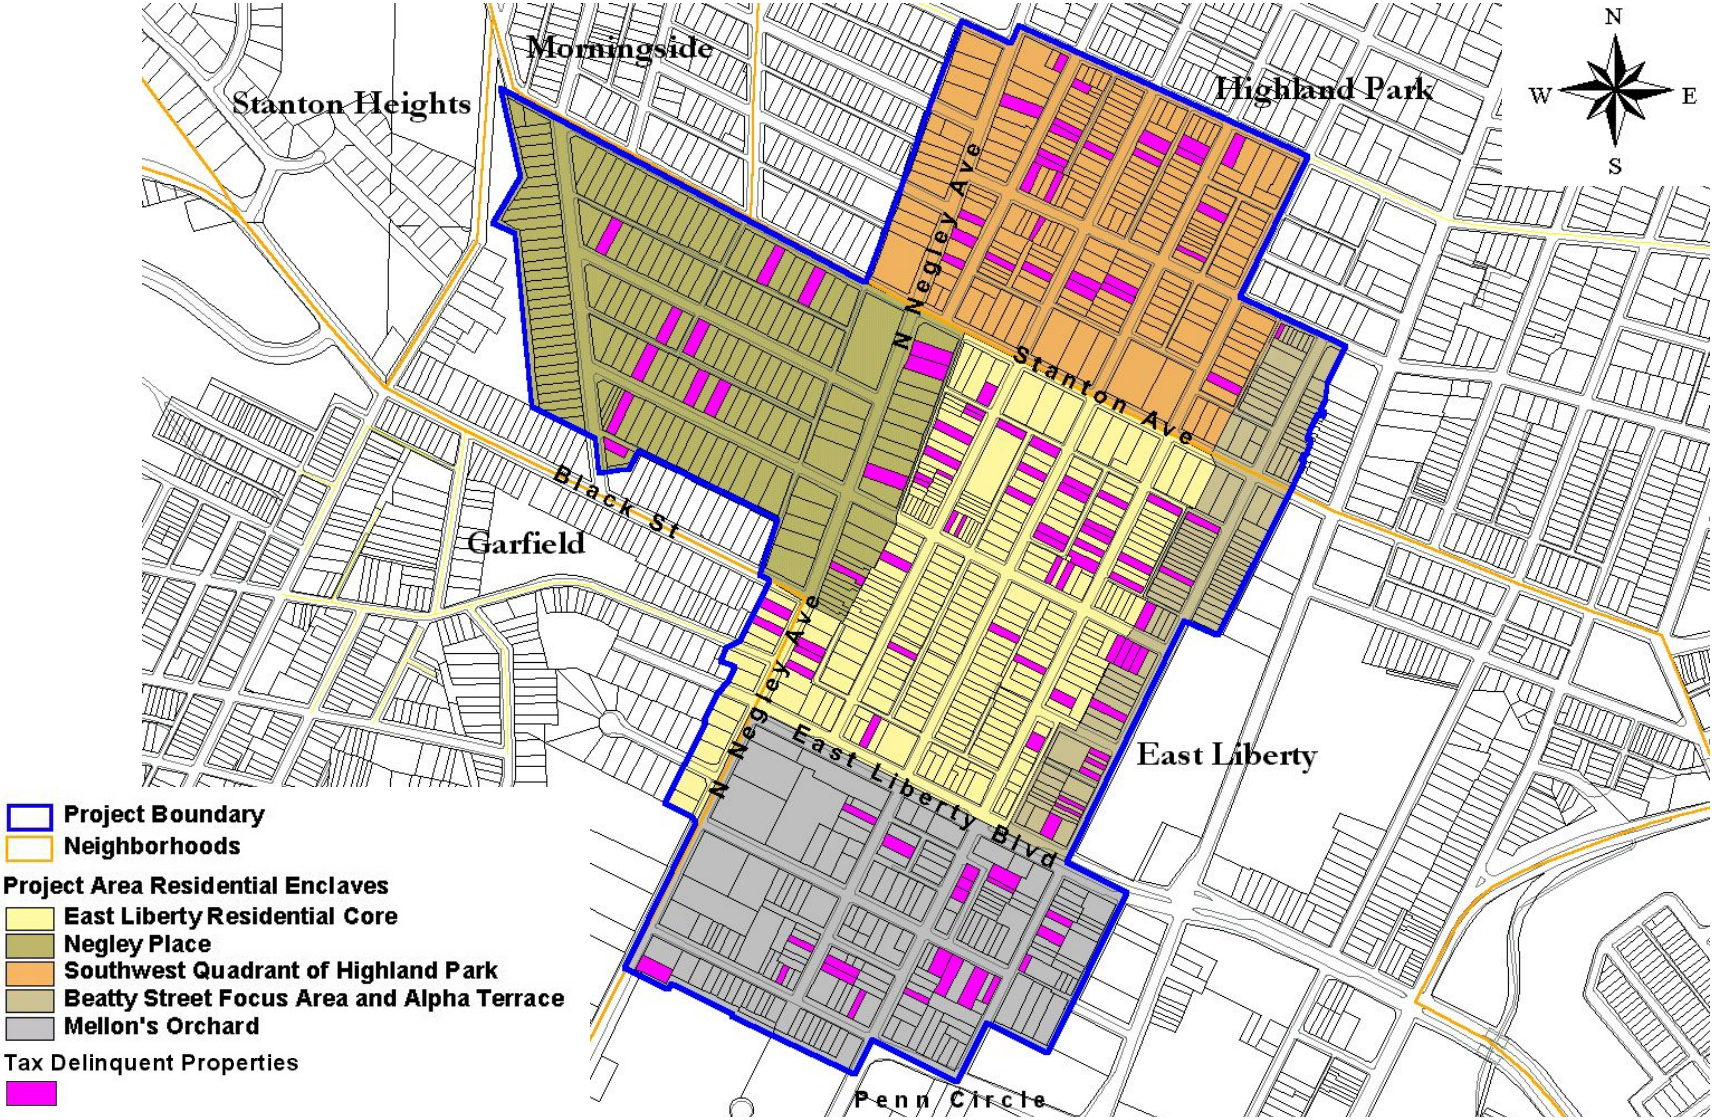 N
W
E
S
Morningside
Stanton Heights
Highland Park
N Negley Ave
Stanton Ave
Black St
Garfield
N Negley Ave
East Liberty Blvd
East Liberty
Penn Circle
Project Boundary
Neighborhoods
Project Area Residential Enclaves
East Liberty Residential Core
Negley Place
Southwest Quadrant of Highland Park
Beatty Street Focus Area and Alpha Terrace
Mellon's Orchard
Tax Delinquent Properties